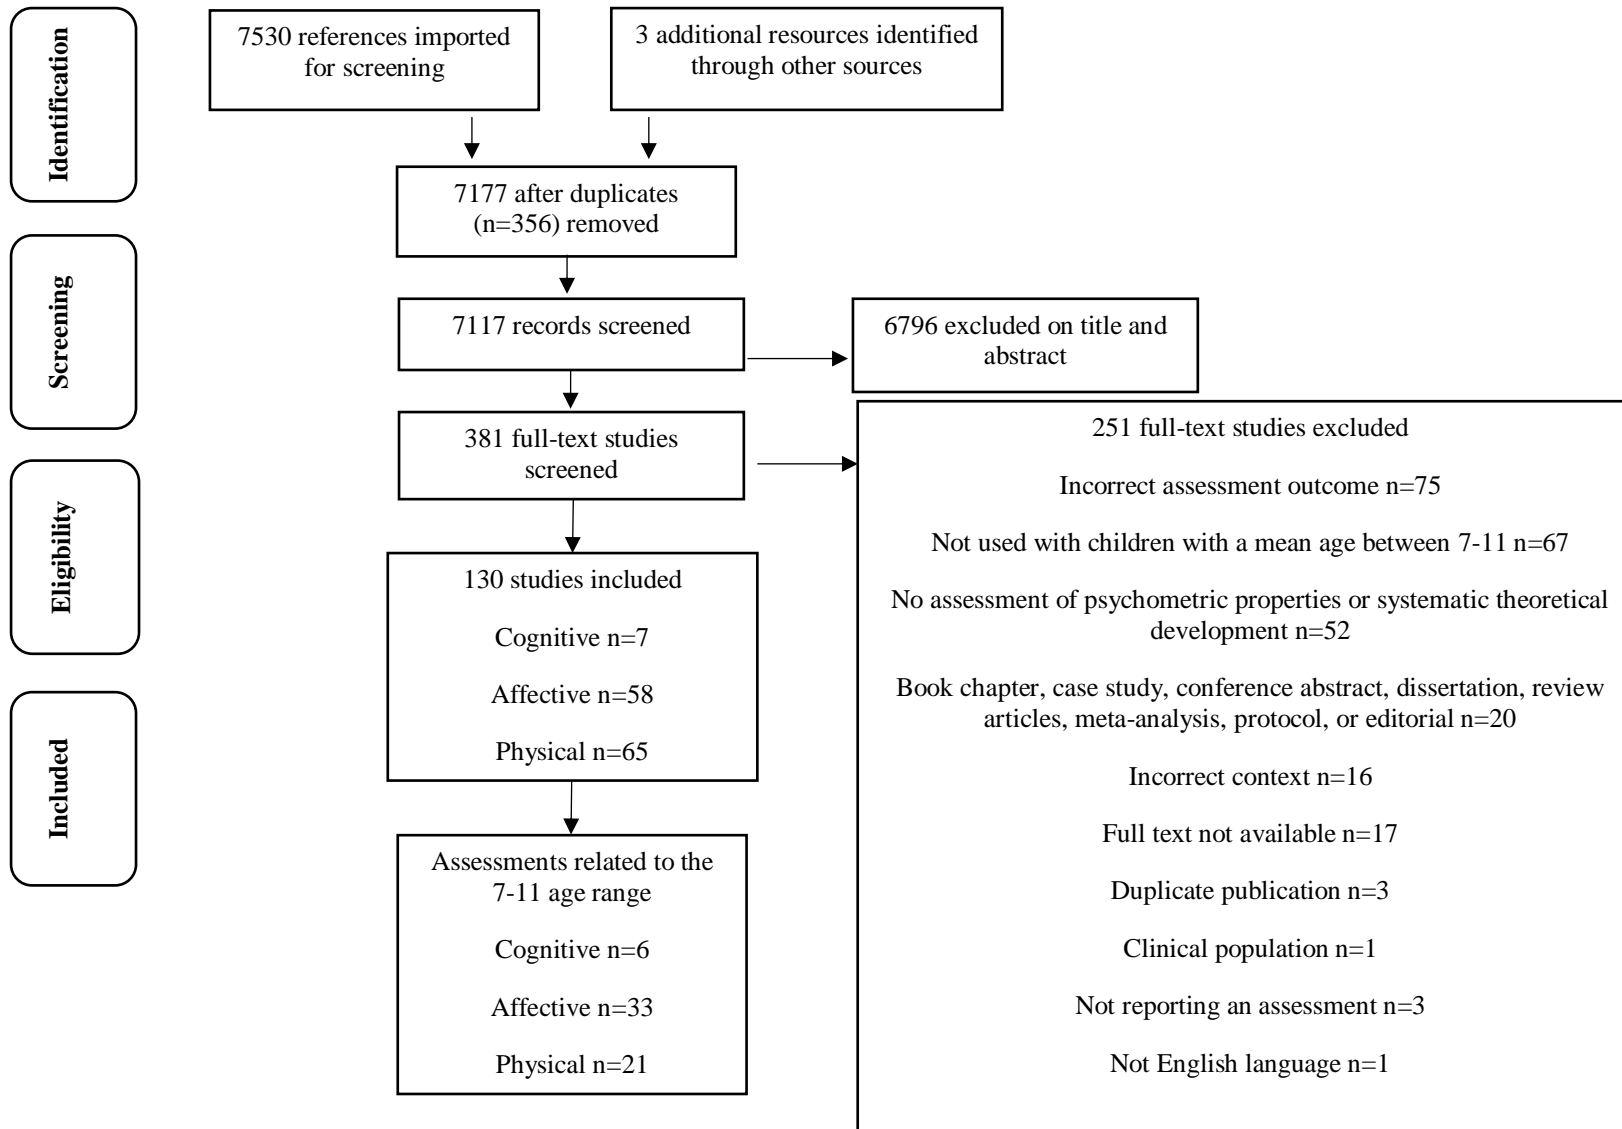 Identification
7530 references imported
for screening
3 additional resources identified
through other sources
7177 after duplicates
(n=356) removed
Screening
7117 records screened
6796 excluded on title and
abstract
381 full-text studies
screened
251 full-text studies excluded
Incorrect assessment outcome n=75
Not used with children with a mean age between 7-11 n=67
No assessment of psychometric properties or systematic theoretical
development n=52
Book chapter, case study, conference abstract, dissertation, review
articles, meta-analysis, protocol, or editorial n=20
Incorrect context n=16
Full text not available n=17
Duplicate publication n=3
Clinical population n=1
Not reporting an assessment n=3
Not English language n=1
Eligibility
130 studies included
Cognitive n=7
Affective n=58
Physical n=65
Included
Assessments related to the
7-11 age range
Cognitive n=6
Affective n=33
Physical n=21